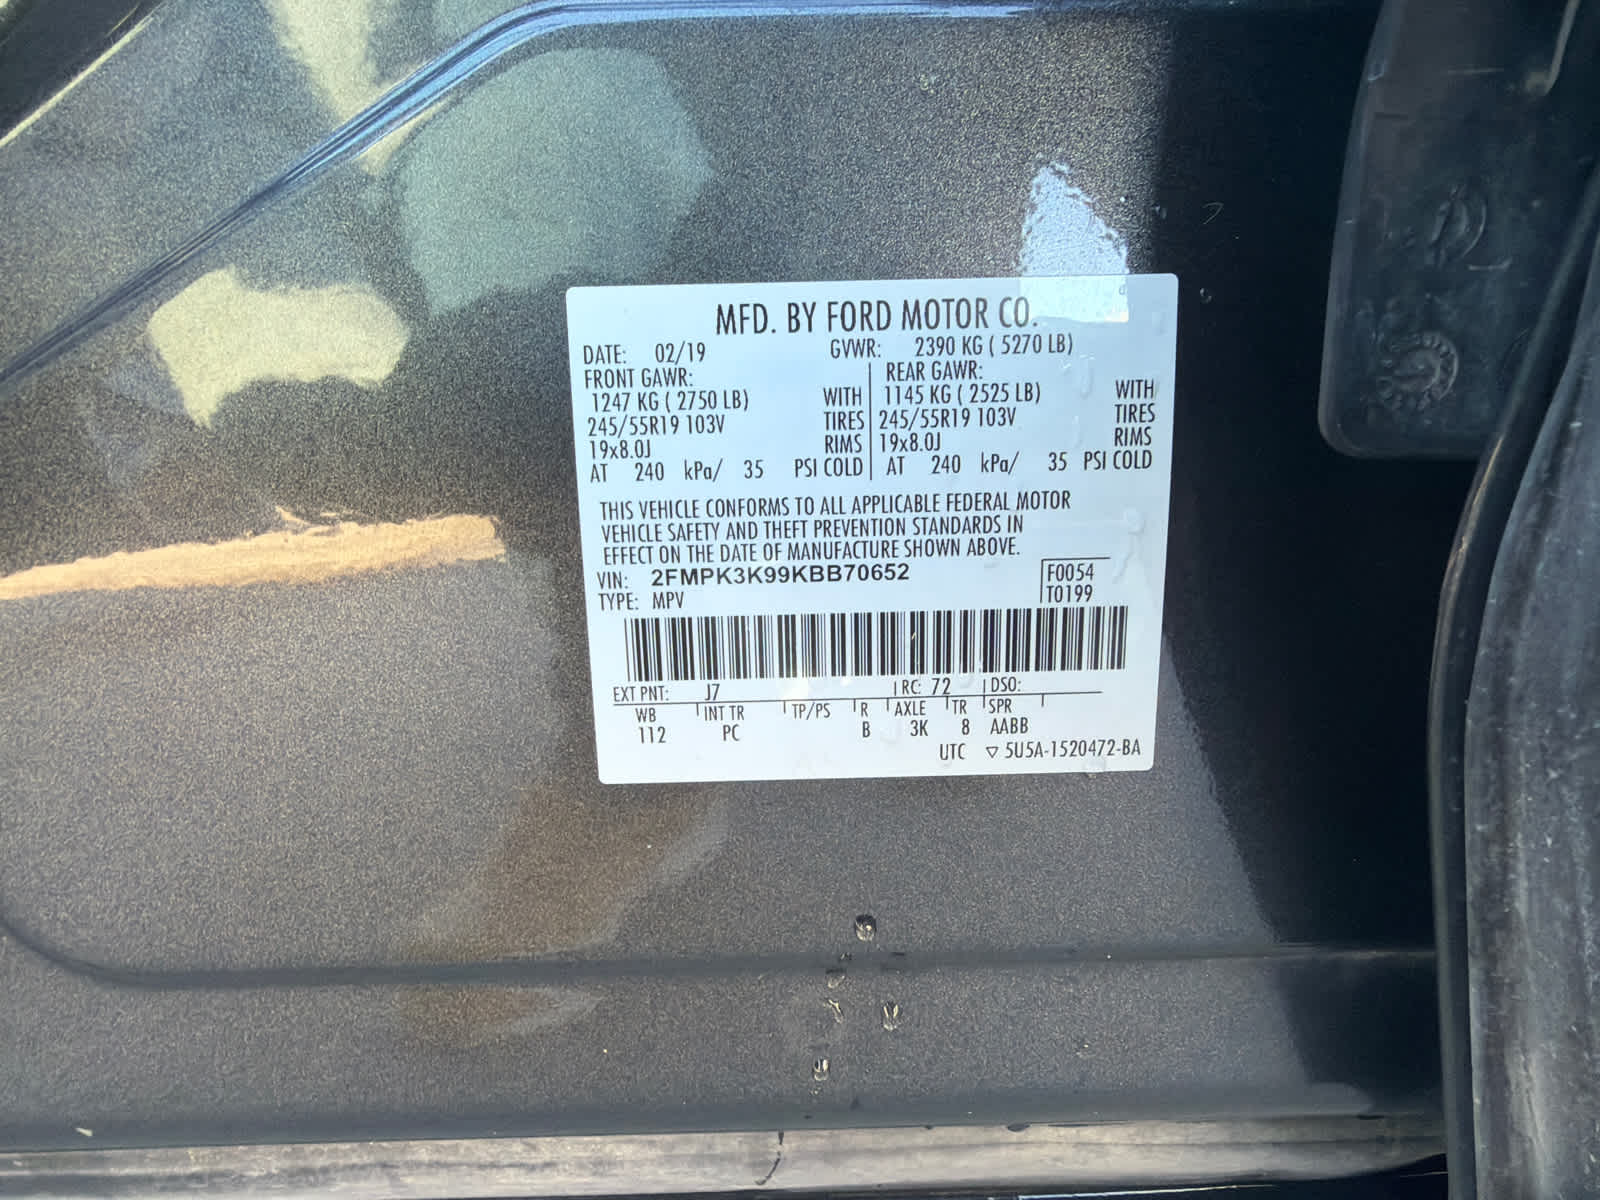 MFD. BY FORD MOTOR CO.
DATE: 02/19 GVWR: 2390 KG ( 5270 LB)
FRONT GAWR: REAR GAWR:
1247 KG ( 2750 LB) WITH 1145 KG ( 2525 LB) WITH
245/55R19 103V TIRES 245/55R19 103V TIRES
19x8.0J RIMS 19x8.0J RIMS
AT 240 kPa/ 35 PSI COLD AT 240 kPa/ 35 PSI COLD
THIS VEHICLE CONFORMS TO ALL APPLICABLE FEDERAL MOTOR
VEHICLE SAFETY AND THEFT PREVENTION STANDARDS IN
EFFECT ON THE DATE OF MANUFACTURE SHOWN ABOVE.
VIN: 2FMPK3K99KBB70652 F0054
TYPE: MPV T0199
EXT PNT: J7 RC: 72 DSO:
WB INT TR TP/PS R AXLE TR SPR
112 PC B 3K 8 AABB
UTC ▽ 5U5A-1520472-BA